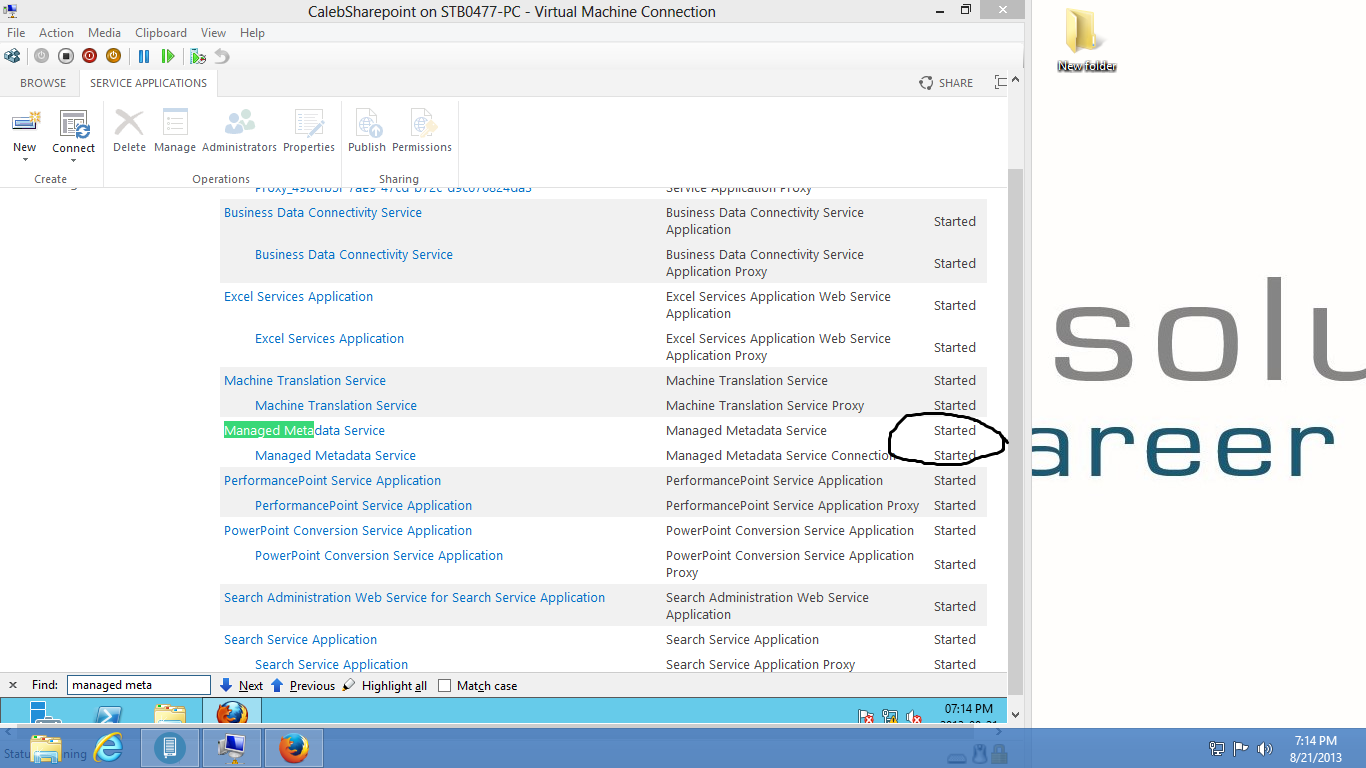 CalebSharepoint on STB0477-PC - Virtual Machine Connection
File Action Media Clipboard View Help
BROWSE SERVICE APPLICATIONS SHARE
New Connect Delete Manage Administrators Properties Publish Permissions
Create Operations Sharing
Service Application Proxy
Business Data Connectivity Service Business Data Connectivity Service
Application Started
Business Data Connectivity Service Business Data Connectivity Service
Application Proxy Started
Excel Services Application Excel Services Application Web Service
Application Started
Excel Services Application Excel Services Application Web Service
Application Proxy Started
Machine Translation Service Machine Translation Service Started
Machine Translation Service Machine Translation Service Proxy Started
Managed Metadata Service Managed Metadata Service Started
Managed Metadata Service Managed Metadata Service Connection Started
PerformancePoint Service Application PerformancePoint Service Application Started
PerformancePoint Service Application PerformancePoint Service Application Proxy Started
PowerPoint Conversion Service Application PowerPoint Conversion Service Application Started
PowerPoint Conversion Service Application PowerPoint Conversion Service Application
Proxy Started
Search Administration Web Service for Search Service Application Search Administration Web Service
Application Started
Search Service Application Search Service Application Started
Search Service Application Search Service Application Proxy Started
Find: managed meta Next Previous Highlight all Match case
07:14 PM
New folder
solu
areer
7:14 PM
8/21/2013